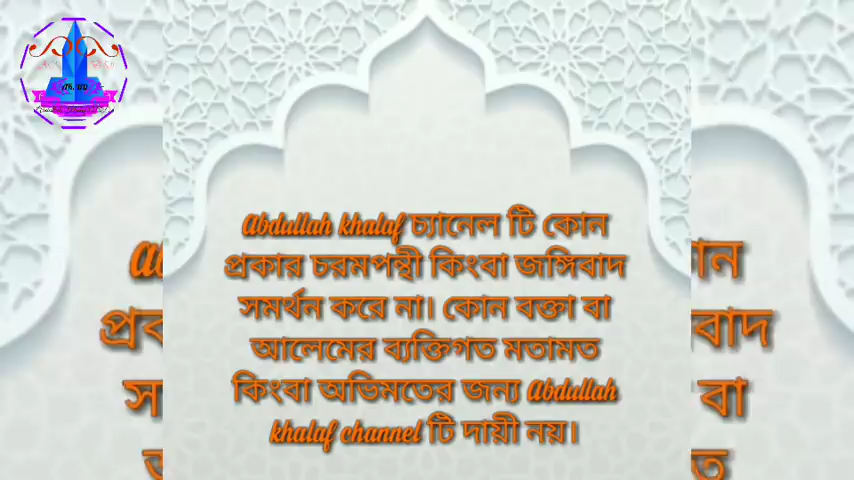 Abdullah khalaf চ্যানেল টি কোন
প্রকার চরমপন্থী কিংবা জঙ্গিবাদ
সমর্থন করে না। কোন বক্তা বা
আলেমের ব্যক্তিগত মতামত
কিংবা অভিমতের জন্য Abdullah
khalaf channel টি দায়ী নয়।